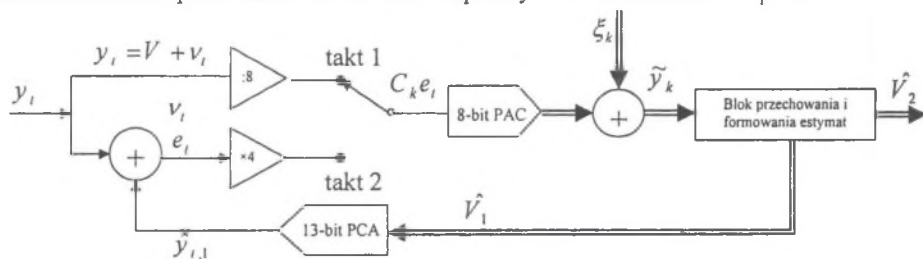 y_t
y_t = V + ν_t
:8
takt 1
ν_t
e_t
×4
takt 2
C_k e_t
8-bit PAC
ξ_k
ỹ_k
Blok przechowania i
formowania estymat
V̂_2
V̂_1
13-bit PCA
ŷ_{t,1}